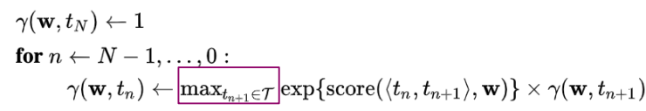 γ(w, t_N) ← 1
for n ← N − 1, . . . , 0 :
γ(w, t_n) ← max_{t_{n+1}∈𝒯} exp{score(⟨t_n, t_{n+1}⟩, w)} × γ(w, t_{n+1})